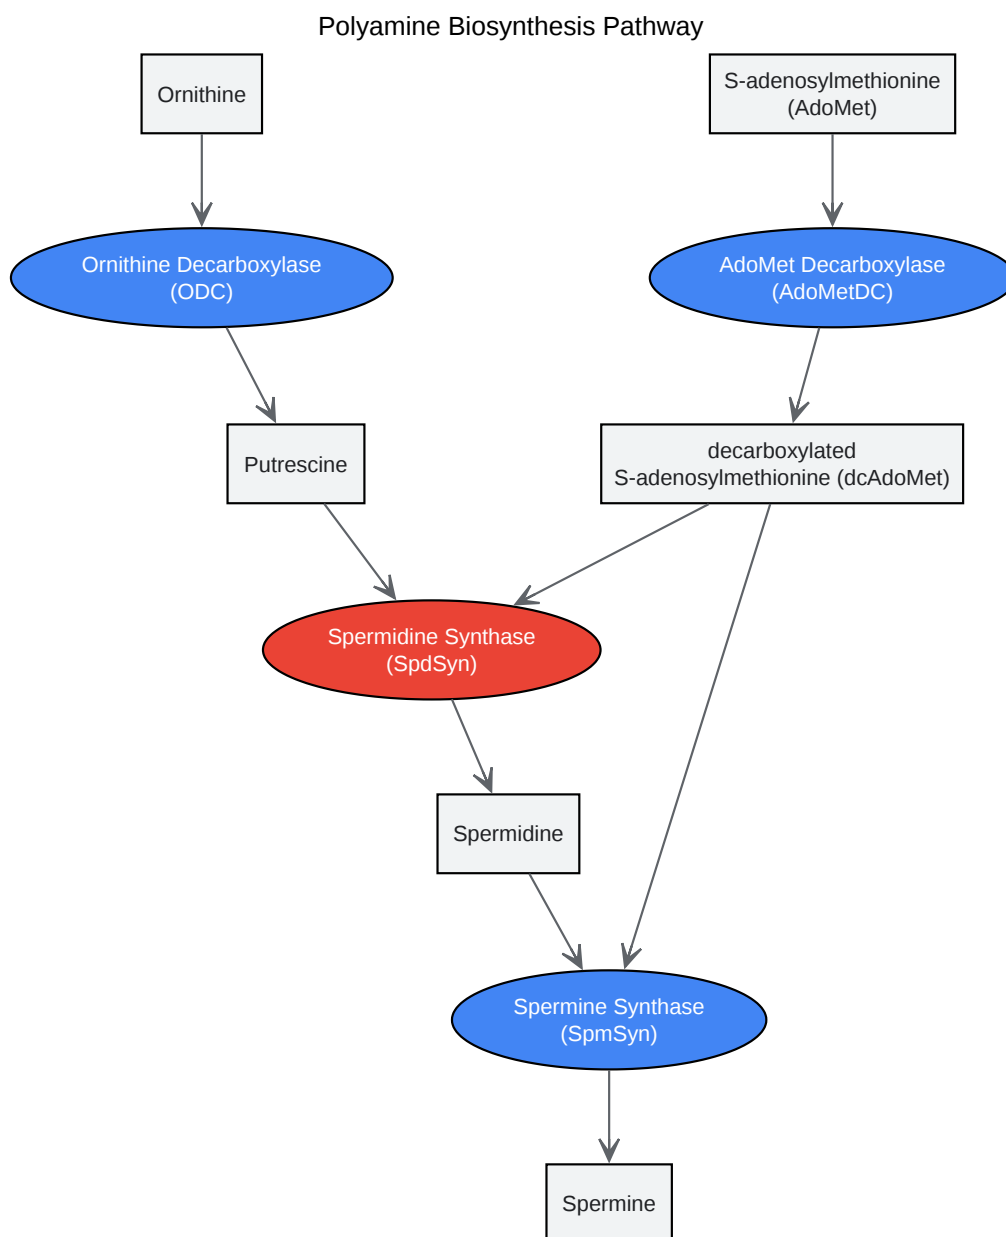 Polyamine Biosynthesis Pathway
Ornithine
S-adenosylmethionine
(AdoMet)
Ornithine Decarboxylase
(ODC)
AdoMet Decarboxylase
(AdoMetDC)
Putrescine
decarboxylated
S-adenosylmethionine (dcAdoMet)
Spermidine Synthase
(SpdSyn)
Spermidine
Spermine Synthase
(SpmSyn)
Spermine